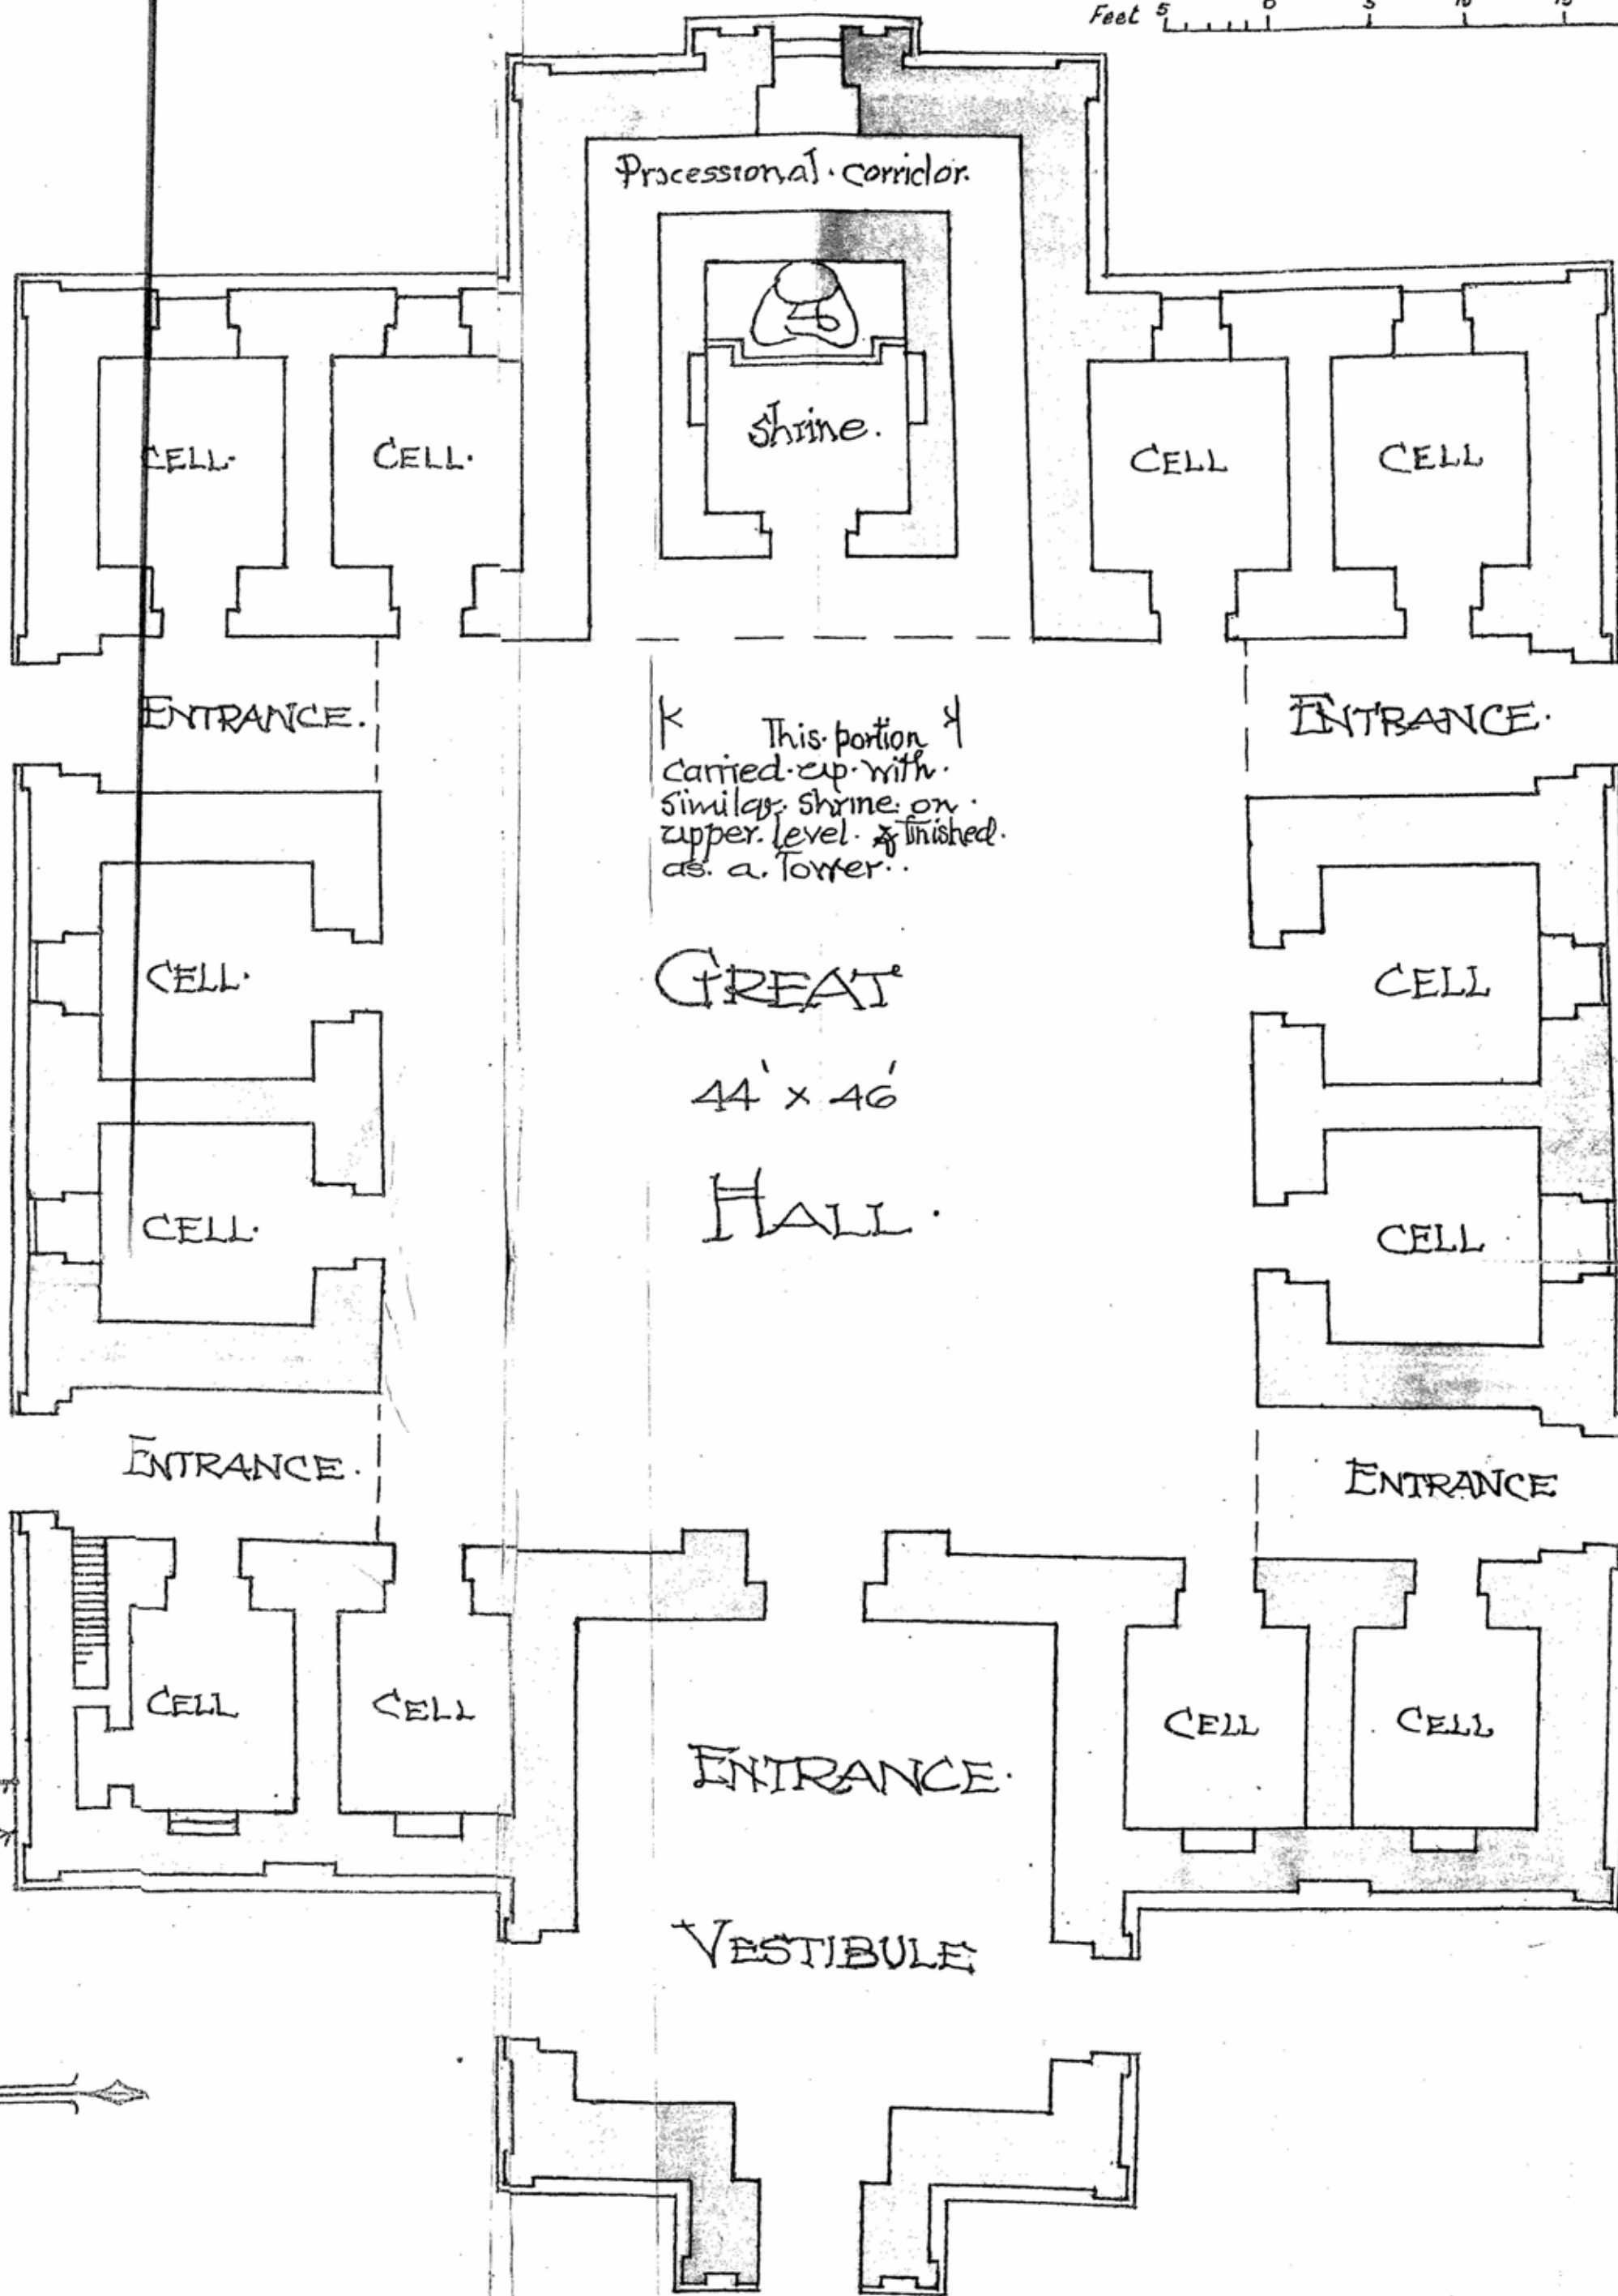 Feet 5 0 5 10 15
Processional · corridor.
Shrine.
CELL· CELL· CELL CELL
ENTRANCE. ENTRANCE·
This · portion
carried · up · with ·
similar · shrine · on ·
upper · level · & finished ·
as · a · Tower ··
CELL· GREAT CELL
44' × 46'
CELL· HALL · CELL
ENTRANCE · ENTRANCE
CELL CELL CELL CELL
ENTRANCE·
VESTIBULE